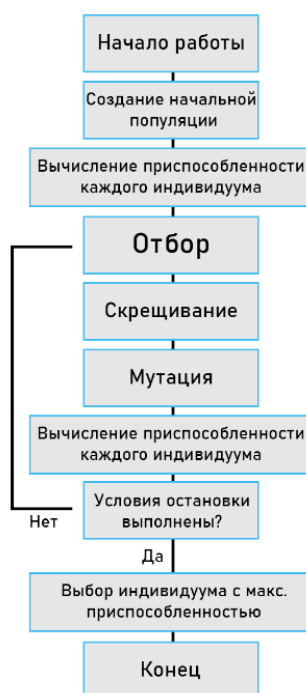 Начало работы
Создание начальной
популяции
Вычисление приспособленности
каждого индивидуума
Отбор
Скрещивание
Мутация
Вычисление приспособленности
каждого индивидуума
Условия остановки
выполнены?
Нет
Да
Выбор индивидуума с макс.
приспособленностью
Конец